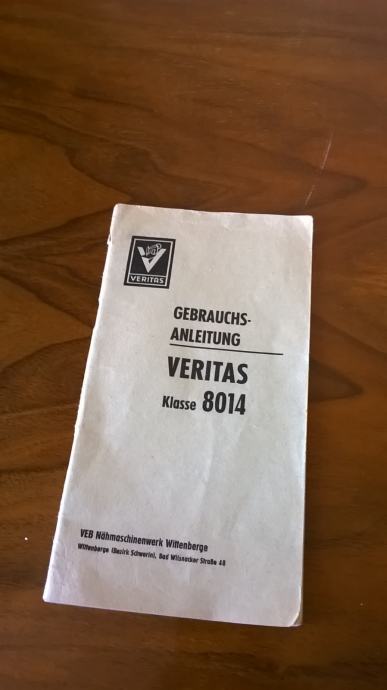 VERITAS
GEBRAUCHS-
ANLEITUNG
VERITAS
Klasse 8014
VEB Nähmaschinenwerk Wittenberge
Wittenberge (Bezirk Schwerin), Bad Wilsnacker Straße 48